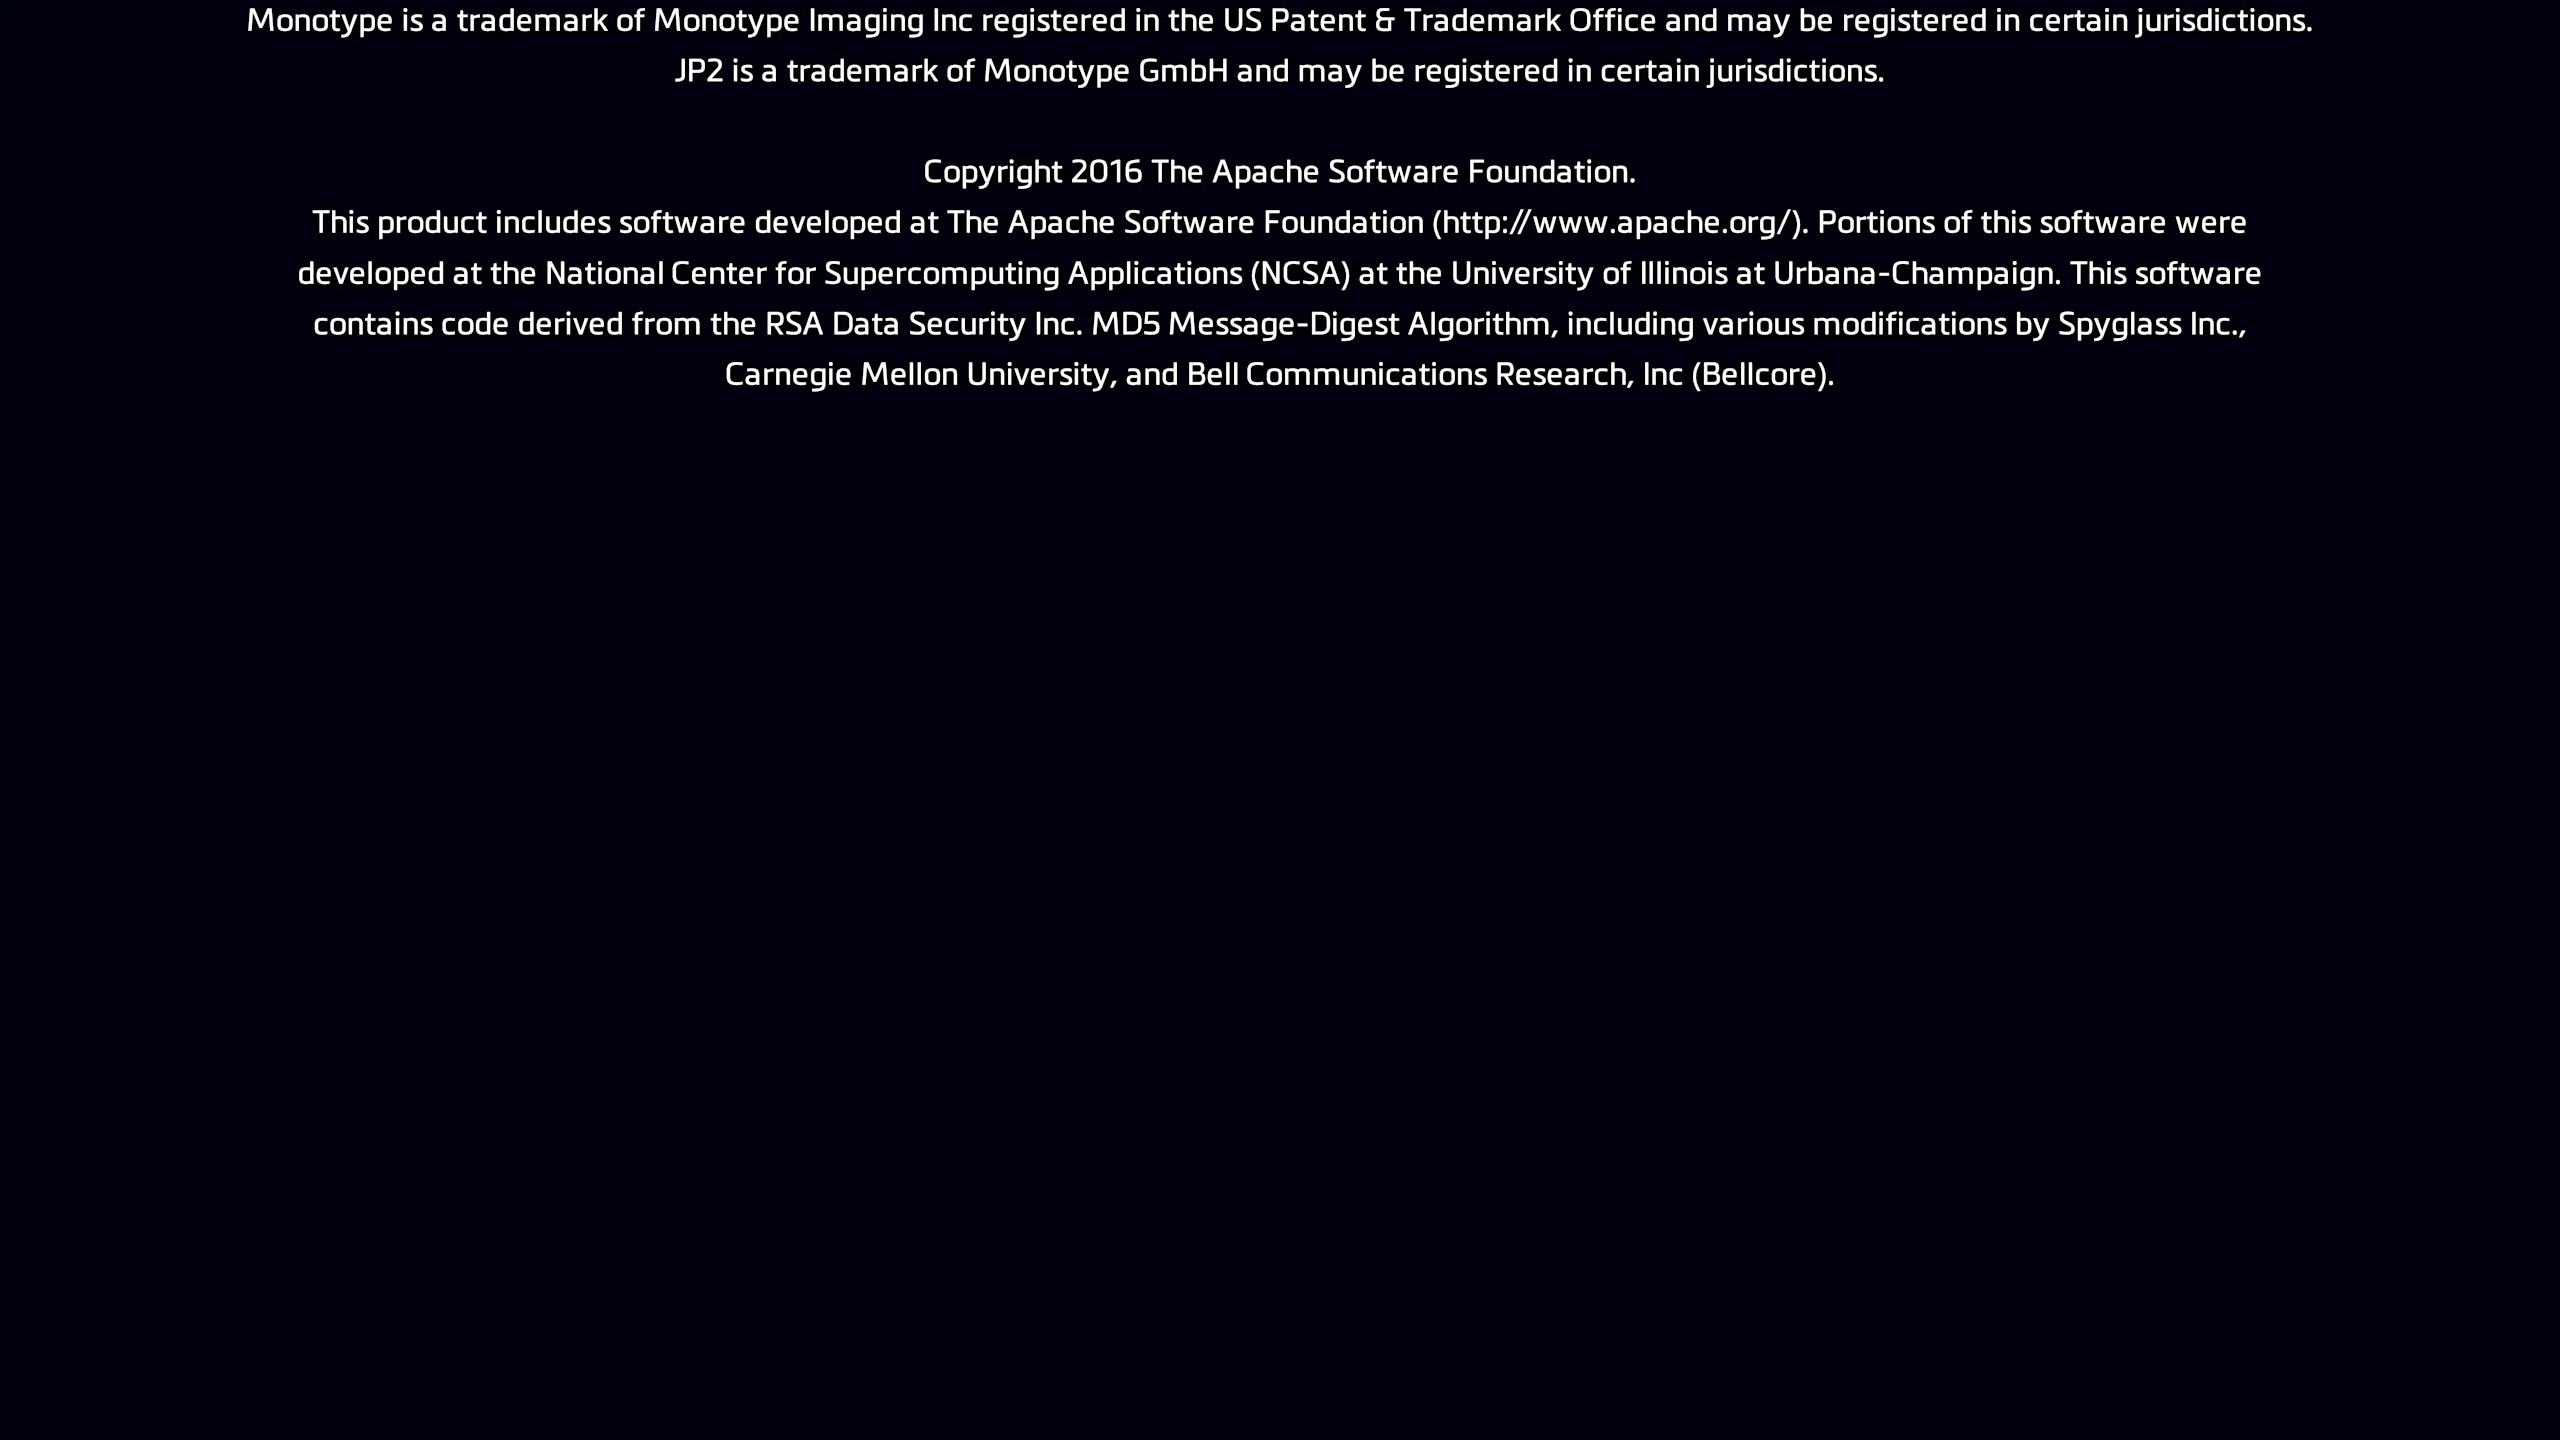 Monotype is a trademark of Monotype Imaging Inc registered in the US Patent & Trademark Office and may be registered in certain jurisdictions.
JP2 is a trademark of Monotype GmbH and may be registered in certain jurisdictions.
Copyright 2016 The Apache Software Foundation.
This product includes software developed at The Apache Software Foundation (http://www.apache.org/). Portions of this software were
developed at the National Center for Supercomputing Applications (NCSA) at the University of Illinois at Urbana-Champaign. This software
contains code derived from the RSA Data Security Inc. MD5 Message-Digest Algorithm, including various modifications by Spyglass Inc.,
Carnegie Mellon University, and Bell Communications Research, Inc (Bellcore).